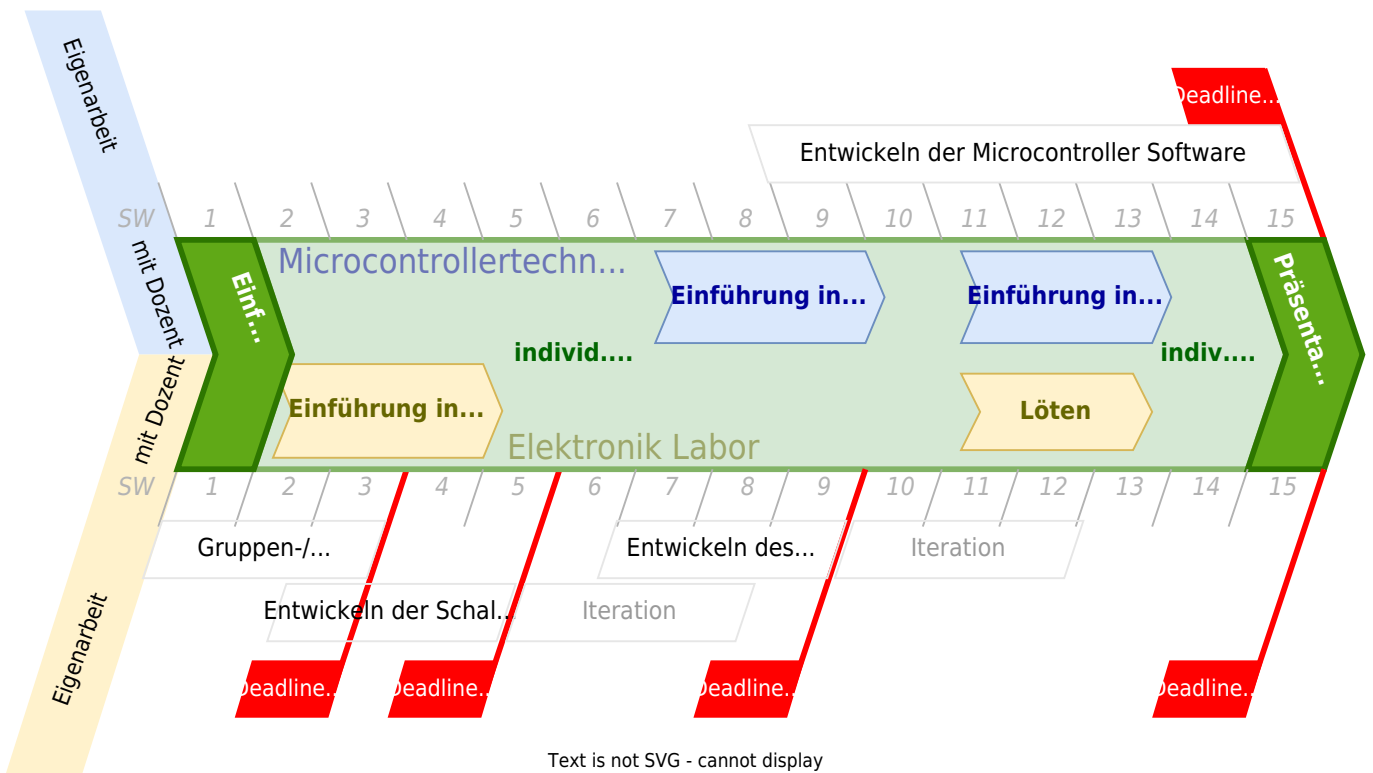 Eigenarbeit
Deadline...
Entwickeln der Microcontroller Software
SW 1 2 3 4 5 6 7 8 9 10 11 12 13 14 15
mit Dozent
Einf...
Microcontrollertechn...
Einführung in...
Einführung in...
Präsenta...
individ....
indiv....
mit Dozent
Einführung in...
Löten
Elektronik Labor
SW 1 2 3 4 5 6 7 8 9 10 11 12 13 14 15
Gruppen-/...
Entwickeln des...
Iteration
Entwickeln der Schal...
Iteration
Eigenarbeit
Deadline...
Deadline...
Deadline...
Deadline...
Text is not SVG - cannot display